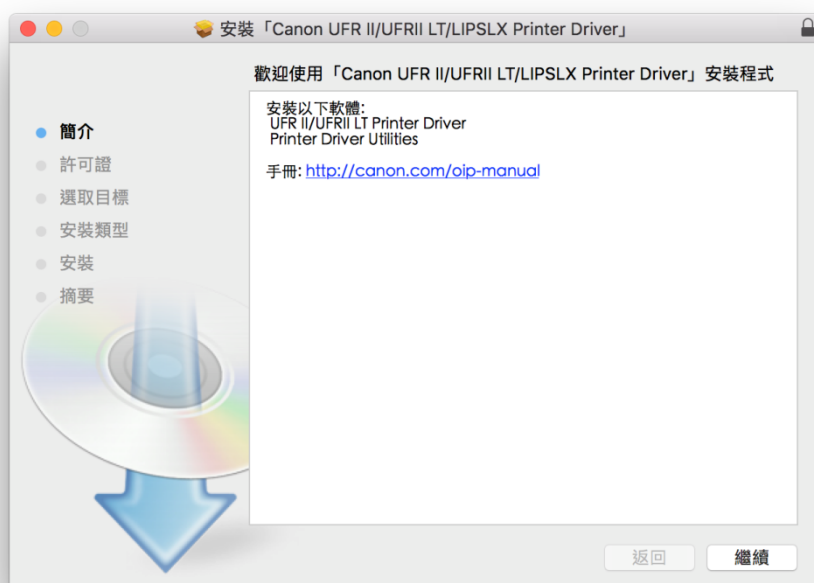 安裝「Canon UFR II/UFRII LT/LIPSLX Printer Driver」
歡迎使用「Canon UFR II/UFRII LT/LIPSLX Printer Driver」安裝程式
簡介
許可證
選取目標
安裝類型
安裝
摘要
安裝以下軟體:
UFR II/UFRII LT Printer Driver
Printer Driver Utilities
手冊: http://canon.com/oip-manual
返回
繼續